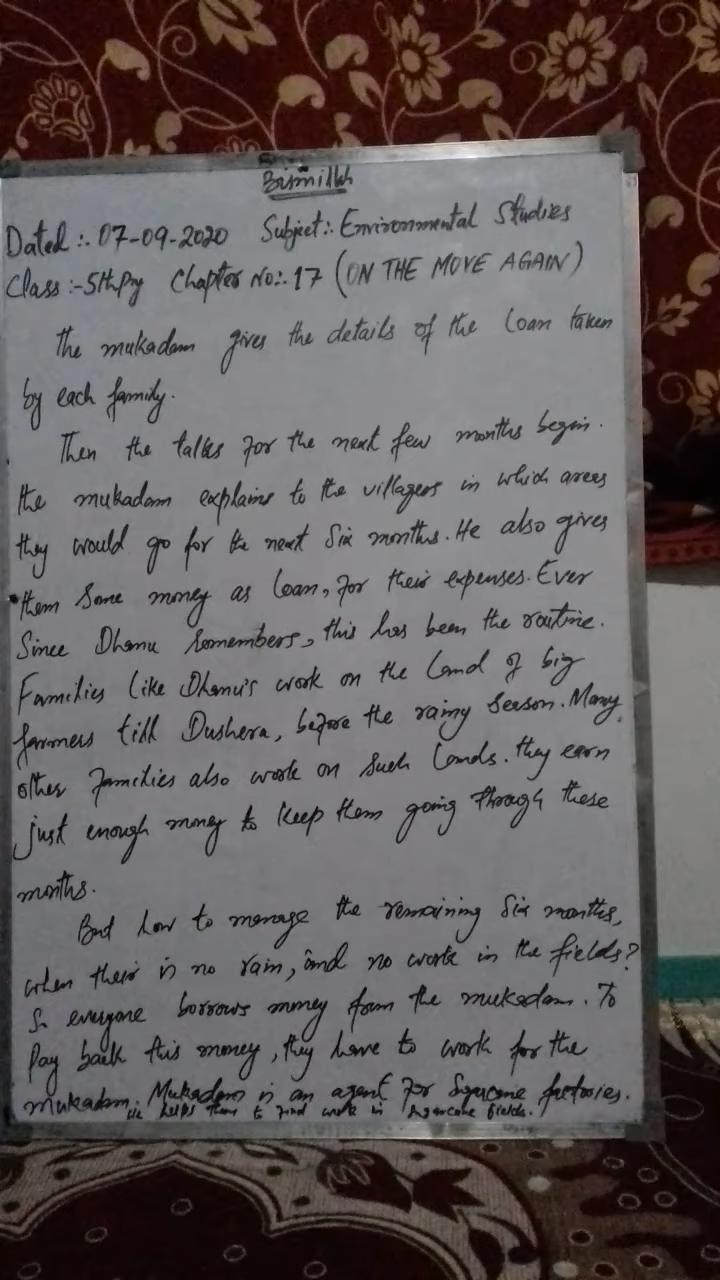 Bismillh
Dated :. 07-09-2020 Subject:. Environmental Studies
Class :- 5th Pry Chapter No:. 17 (ON THE MOVE AGAIN)
The mukadam gives the details of the loan taken
by each family.
Then the talks for the next few months begin.
the mukadam explains to the villagers in which areas
they would go for the next Six months. He also gives
them Some money as loan, for their expenses. Ever
Since Dhanu remembers, this has been the routine.
Families like Dhanu's work on the land of big
farmers till Dushera, before the rainy Season. Many
other families also work on Such lands. they earn
just enough money to keep them going through these
months.
But how to manage the remaining Six months,
when their is no rain, and no work in the fields?
So everyone borrows money from the mukadam. To
Pay back this money, they have to work for the
mukadam. Mukadam is an agent for Sugarcane factories.
He helps them to find work in Sugarcane fields.